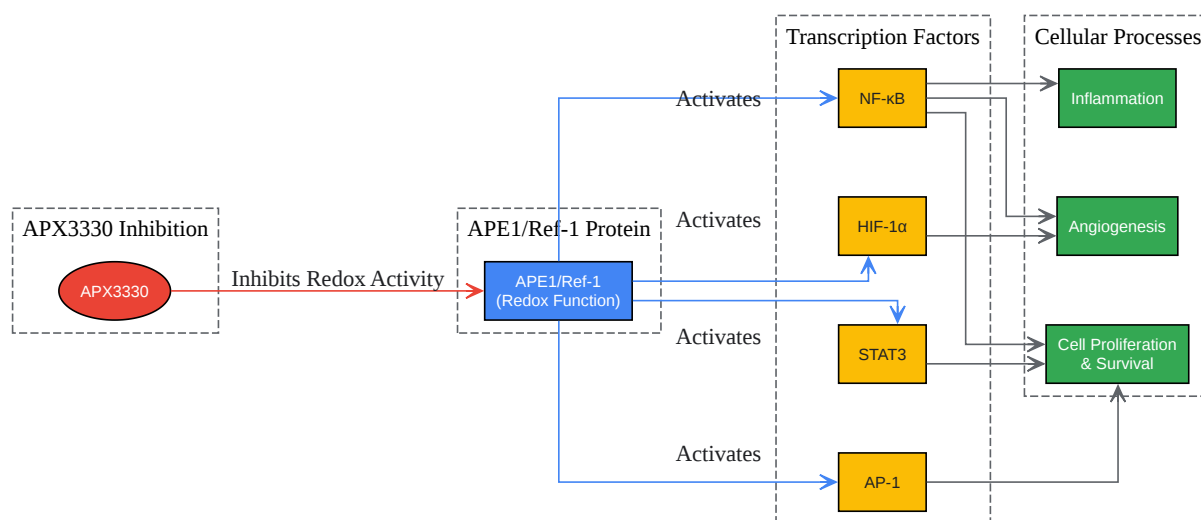 Transcription Factors
Cellular Processes
Activates
NF-κB
Inflammation
APX3330 Inhibition
APE1/Ref-1 Protein
Activates
HIF-1α
Angiogenesis
APX3330
Inhibits Redox Activity
APE1/Ref-1
(Redox Function)
Activates
STAT3
Cell Proliferation
& Survival
Activates
AP-1